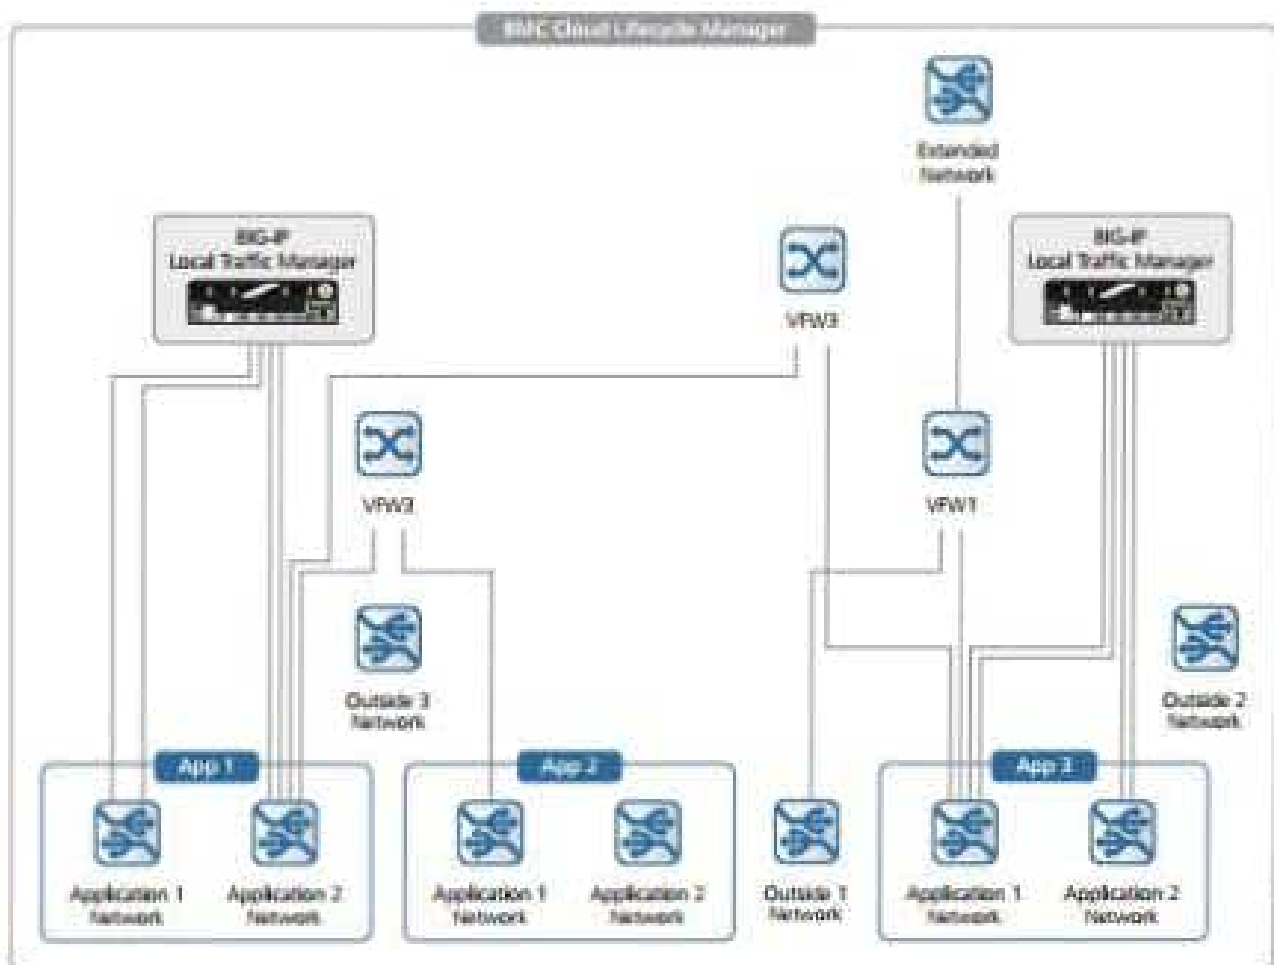 BMC Cloud Lifecycle Manager
Extended
Network
BIG-IP
Local Traffic Manager
VFW3
BIG-IP
Local Traffic Manager
VFW1
Outside 3
Network
Outside 2
Network
App 1
App 2
App 3
Application 1
Network
Application 2
Network
Application 1
Network
Application 2
Network
Outside 1
Network
Application 1
Network
Application 2
Network